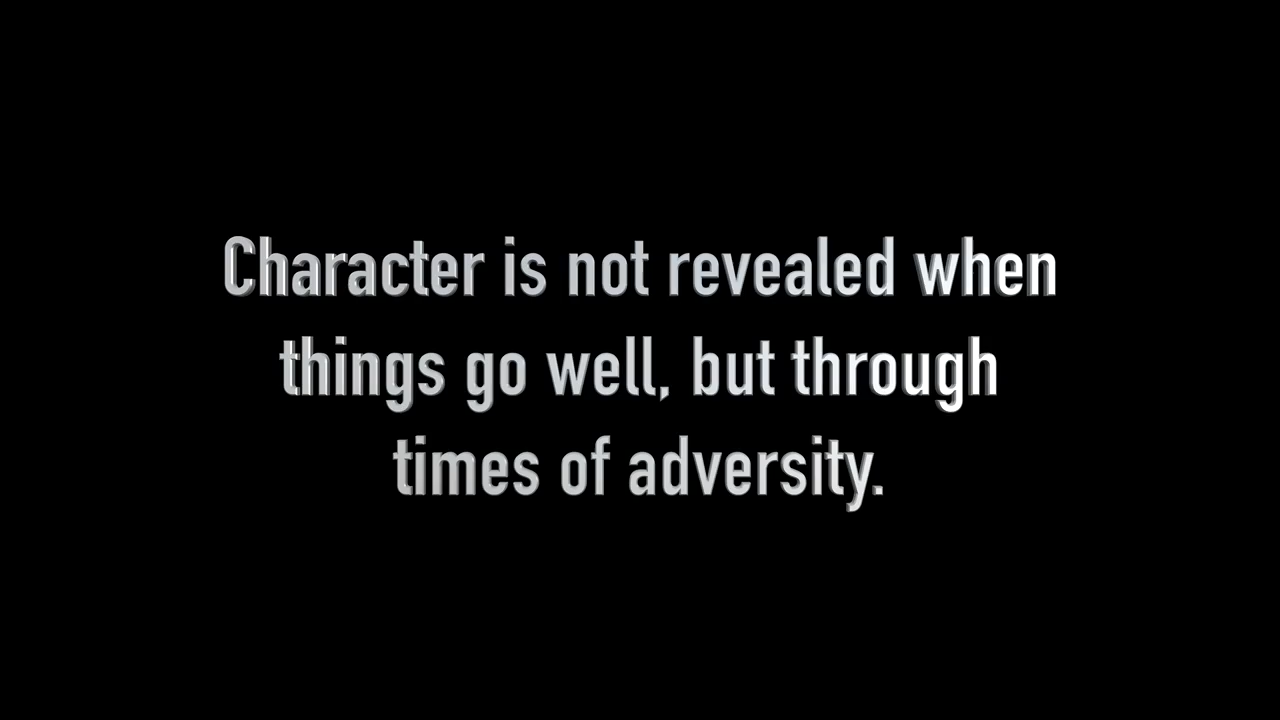 Character is not revealed when
things go well, but through
times of adversity.